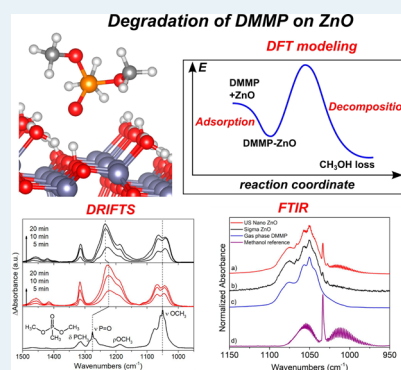 Degradation of DMMP on ZnO
DFT modeling
E
DMMP
+ZnO
Adsorption
Decomposition
DMMP-ZnO
CH₃OH loss
reaction coordinate
DRIFTS
ΔAbsorbance (a.u.)
20 min
10 min
5 min
20 min
10 min
5 min
ν OCH₃
ν P=O
δ PCH₃
ρOCH₃
O
P
O
O
CH₃
H₃C
CH₃
1500 1400 1300 1200 1100 1000
Wavenumbers (cm⁻¹)
FTIR
Normalized Absorbance
US Nano ZnO
Sigma ZnO
Gas phase DMMP
Methanol reference
a)
b)
c)
d)
1150 1100 1050 1000 950
Wavenumbers (cm⁻¹)